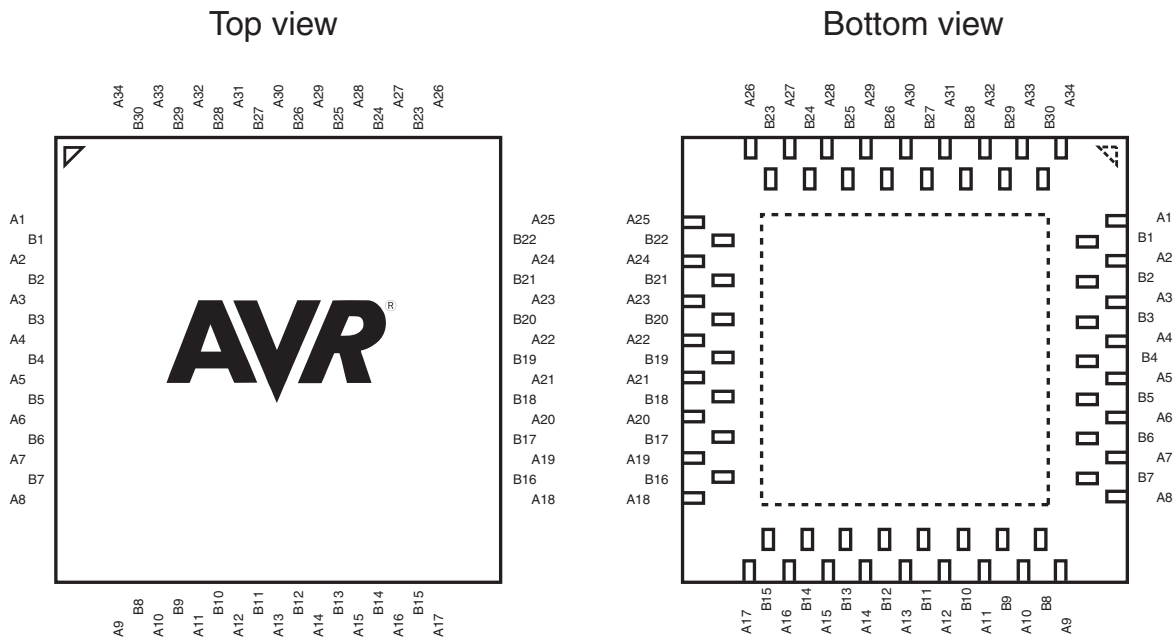 Top view
A34 B30 A33 B29 A32 B28 A31 B27 A30 B26 A29 B25 A28 B24 A27 B23 A26
A1
B1
A2
B2
A3
B3
A4
B4
A5
B5
A6
B6
A7
B7
A8
AVR®
A25
B22
A24
B21
A23
B20
A22
B19
A21
B18
A20
B17
A19
B16
A18
A9 B8 A10 B9 A11 B10 A12 B11 A13 B12 A14 B13 A15 B14 A16 B15 A17
Bottom view
A26 B23 A27 B24 A28 B25 A29 B26 A30 B27 A31 B28 A32 B29 A33 B30 A34
A25
B22
A24
B21
A23
B20
A22
B19
A21
B18
A20
B17
A19
B16
A18
A1
B1
A2
B2
A3
B3
A4
B4
A5
B5
A6
B6
A7
B7
A8
A17 B15 A16 B14 A15 B13 A14 B12 A13 B11 A12 B10 A11 B9 A10 B8 A9